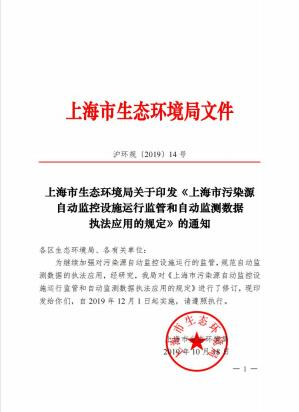 上海市生态环境局文件
沪环规〔2019〕14号
上海市生态环境局关于印发《上海市污染源
自动监控设施运行监管和自动监测数据
执法应用的规定》的通知
各区生态环境局、各有关单位：
为继续加强对污染源自动监控设施运行的监管，规范自动监
测数据的执法应用，经研究，我局对《上海市污染源自动监控设
施运行监管和自动监测数据执法应用的规定》进行了修订，现印
发给你们，自2019年12月1日起实施，请遵照执行。
上海市生态环境局
2019年10月18日
— 1 —